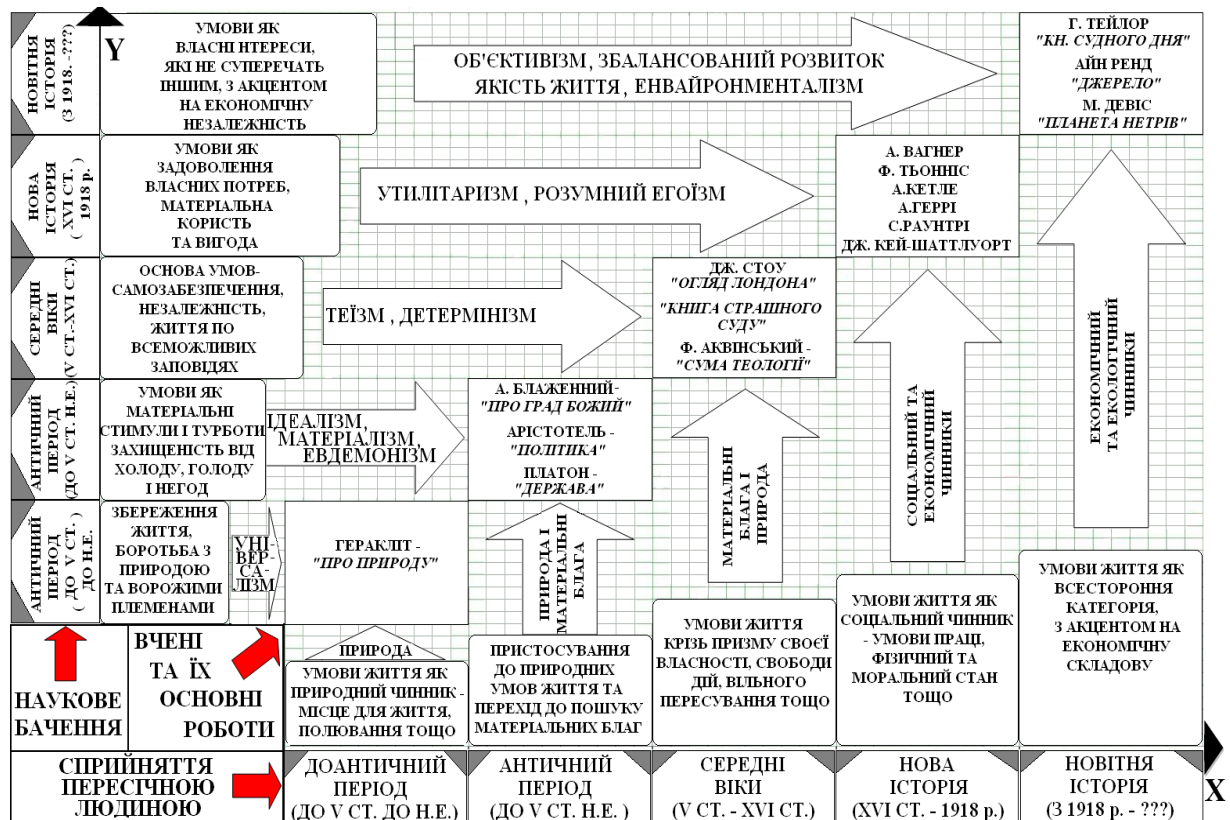 Y
НОВІТНЯ
ІСТОРІЯ
(З 1918. -???)
УМОВИ ЯК
ВЛАСНІ НТЕРЕСИ,
ЯКІ НЕ СУПЕРЕЧАТЬ
ІНШИМ, З АКЦЕНТОМ
НА ЕКОНОМІЧНУ
НЕЗАЛЕЖНІСТЬ
ОБ'ЄКТИВІЗМ, ЗБАЛАНСОВАНИЙ РОЗВИТОК
ЯКІСТЬ ЖИТТЯ , ЕНВАЙРОНМЕНТАЛІЗМ
Г. ТЕЙЛОР
"КН. СУДНОГО ДНЯ"
АЙН РЕНД
"ДЖЕРЕЛО"
М. ДЕВІС
"ПЛАНЕТА НЕТРІВ"
НОВА
ІСТОРІЯ
( XVI СТ. )
1918 р.
УМОВИ ЯК
ЗАДОВОЛЕННЯ
ВЛАСНИХ ПОТРЕБ,
МАТЕРІАЛЬНА
КОРИСТЬ
ТА ВИГОДА
УТИЛІТАРИЗМ , РОЗУМНИЙ ЕГОЇЗМ
А. ВАГНЕР
Ф. ТЬОННІС
А.КЕТЛЕ
А.ГЕРРІ
С.РАУНТРІ
ДЖ. КЕЙ-ШАТТЛУОРТ
СЕРЕДНІ
ВІКИ
(V СТ.-XVI СТ.)
ОСНОВА УМОВ-
САМОЗАБЕЗПЕЧЕННЯ,
НЕЗАЛЕЖНІСТЬ,
ЖИТТЯ ПО
ВСЕМОЖЛИВИХ
ЗАПОВІДЯХ
ТЕЇЗМ , ДЕТЕРМІНІЗМ
ДЖ. СТОУ
"ОГЛЯД ЛОНДОНА"
"КНИГА СТРАШНОГО
СУДУ"
Ф. АКВІНСЬКИЙ -
"СУМА ТЕОЛОГІЇ"
АНТИЧНИЙ
ПЕРІОД
(ДО V СТ. Н.Е.)
УМОВИ ЯК
МАТЕРІАЛЬНІ
СТИМУЛИ І ТУРБОТИ
ЗАХИЩЕНІСТЬ ВІД
ХОЛОДУ, ГОЛОДУ
І НЕГОД
ІДЕАЛІЗМ,
МАТЕРІАЛІЗМ,
ЕВДЕМОНІЗМ
А. БЛАЖЕННИЙ-
"ПРО ГРАД БОЖИЙ"
АРІСТОТЕЛЬ -
"ПОЛІТИКА"
ПЛАТОН -
"ДЕРЖАВА"
МАТЕРІАЛЬНІ
БЛАГА І
ПРИРОДА
СОЦІАЛЬНИЙ ТА
ЕКОНОМІЧНИЙ
ЧИННИКИ
ЕКОНОМІЧНИЙ
ТА ЕКОЛОГІЧНИЙ
ЧИННИКИ
АНТИЧНИЙ
ПЕРІОД
( ДО V СТ. )
ДО Н.Е.
ЗБЕРЕЖЕННЯ
ЖИТТЯ,
БОРОТЬБА З
ПРИРОДОЮ
ТА ВОРОЖИМИ
ПЛЕМЕНАМИ
УНІ-
ВЕР-
СА-
ЛІЗМ
ГЕРАКЛІТ -
"ПРО ПРИРОДУ"
ПРИРОДА І
МАТЕРІАЛЬНІ
БЛАГА
НАУКОВЕ
БАЧЕННЯ
ВЧЕНІ
ТА ЇХ
ОСНОВНІ
РОБОТИ
ПРИРОДА
УМОВИ ЖИТТЯ ЯК
ПРИРОДНИЙ ЧИННИК -
МІСЦЕ ДЛЯ ЖИТТЯ,
ПОЛЮВАННЯ ТОЩО
ПРИСТОСУВАННЯ
ДО ПРИРОДНИХ
УМОВ ЖИТТЯ ТА
ПЕРЕХІД ДО ПОШУКУ
МАТЕРІАЛЬНИХ БЛАГ
УМОВИ ЖИТТЯ
КРІЗЬ ПРИЗМУ СВОЄЇ
ВЛАСНОСТІ, СВОБОДИ
ДІЙ, ВІЛЬНОГО
ПЕРЕСУВАННЯ ТОЩО
УМОВИ ЖИТТЯ ЯК
СОЦІАЛЬНИЙ ЧИННИК
- УМОВИ ПРАЦІ,
ФІЗИЧНИЙ ТА
МОРАЛЬНИЙ СТАН
ТОЩО
УМОВИ ЖИТТЯ ЯК
ВСЕСТОРОННЯ
КАТЕГОРІЯ,
З АКЦЕНТОМ НА
ЕКОНОМІЧНУ
СКЛАДОВУ
СПРИЙНЯТТЯ
ПЕРЕСІЧНОЮ
ЛЮДИНОЮ
ДОАНТИЧНИЙ
ПЕРІОД
(ДО V СТ. ДО Н.Е.)
АНТИЧНИЙ
ПЕРІОД
(ДО V СТ. Н.Е. )
СЕРЕДНІ
ВІКИ
(V СТ. - XVI СТ.)
НОВА
ІСТОРІЯ
(XVI СТ. - 1918 р.)
НОВІТНЯ
ІСТОРІЯ
(З 1918 р. - ???)
X